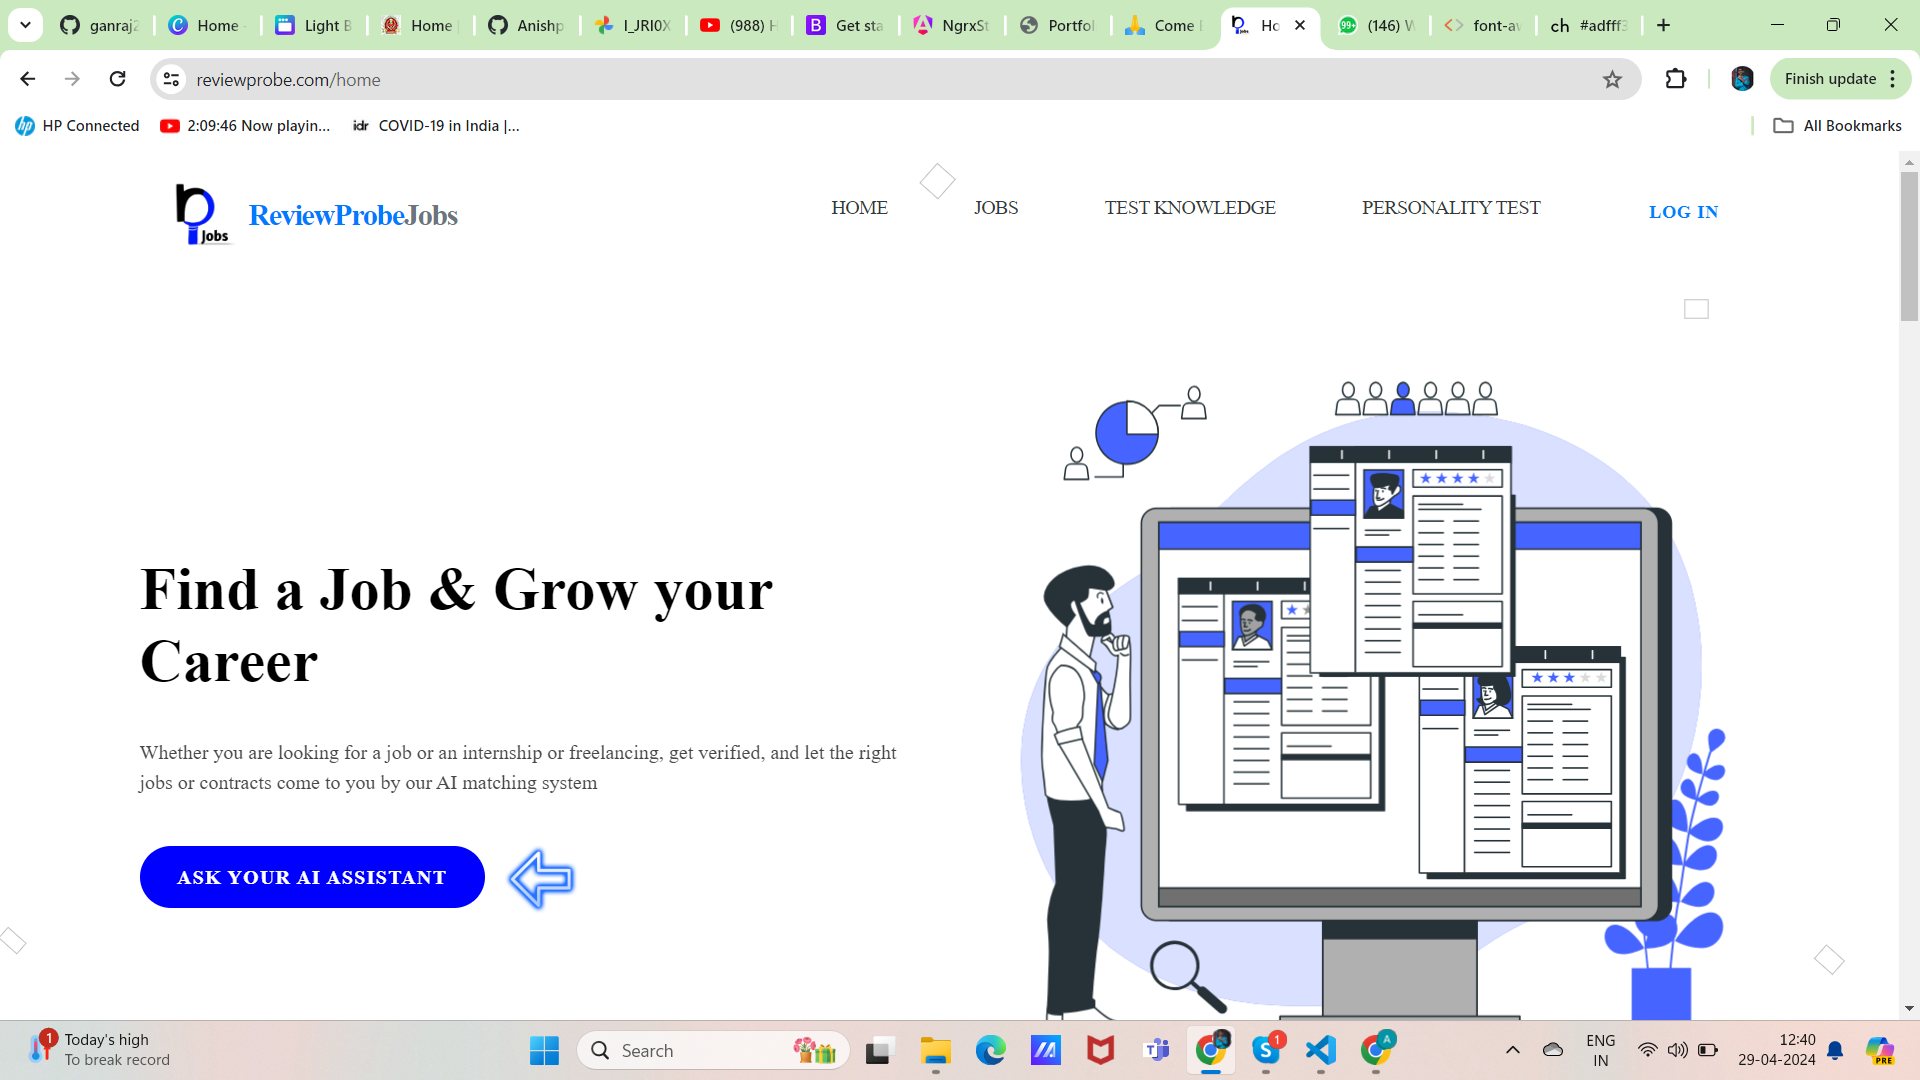 ganraj2
Home
Light B
Home
Anishp
I_JRI0X
(988) H
Get sta
NgrxSt
Portfol
Come B
Ho
(146) W
font-aw
ch #adfff3
reviewprobe.com/home
Finish update
HP Connected
2:09:46 Now playin...
idr COVID-19 in India |...
All Bookmarks
Jobs
ReviewProbeJobs
HOME
JOBS
TEST KNOWLEDGE
PERSONALITY TEST
LOG IN
Find a Job & Grow your
Career
Whether you are looking for a job or an internship or freelancing, get verified, and let the right
jobs or contracts come to you by our AI matching system
ASK YOUR AI ASSISTANT
1
Today's high
To break record
Search
1
A
ENG
IN
12:40
29-04-2024
PRE